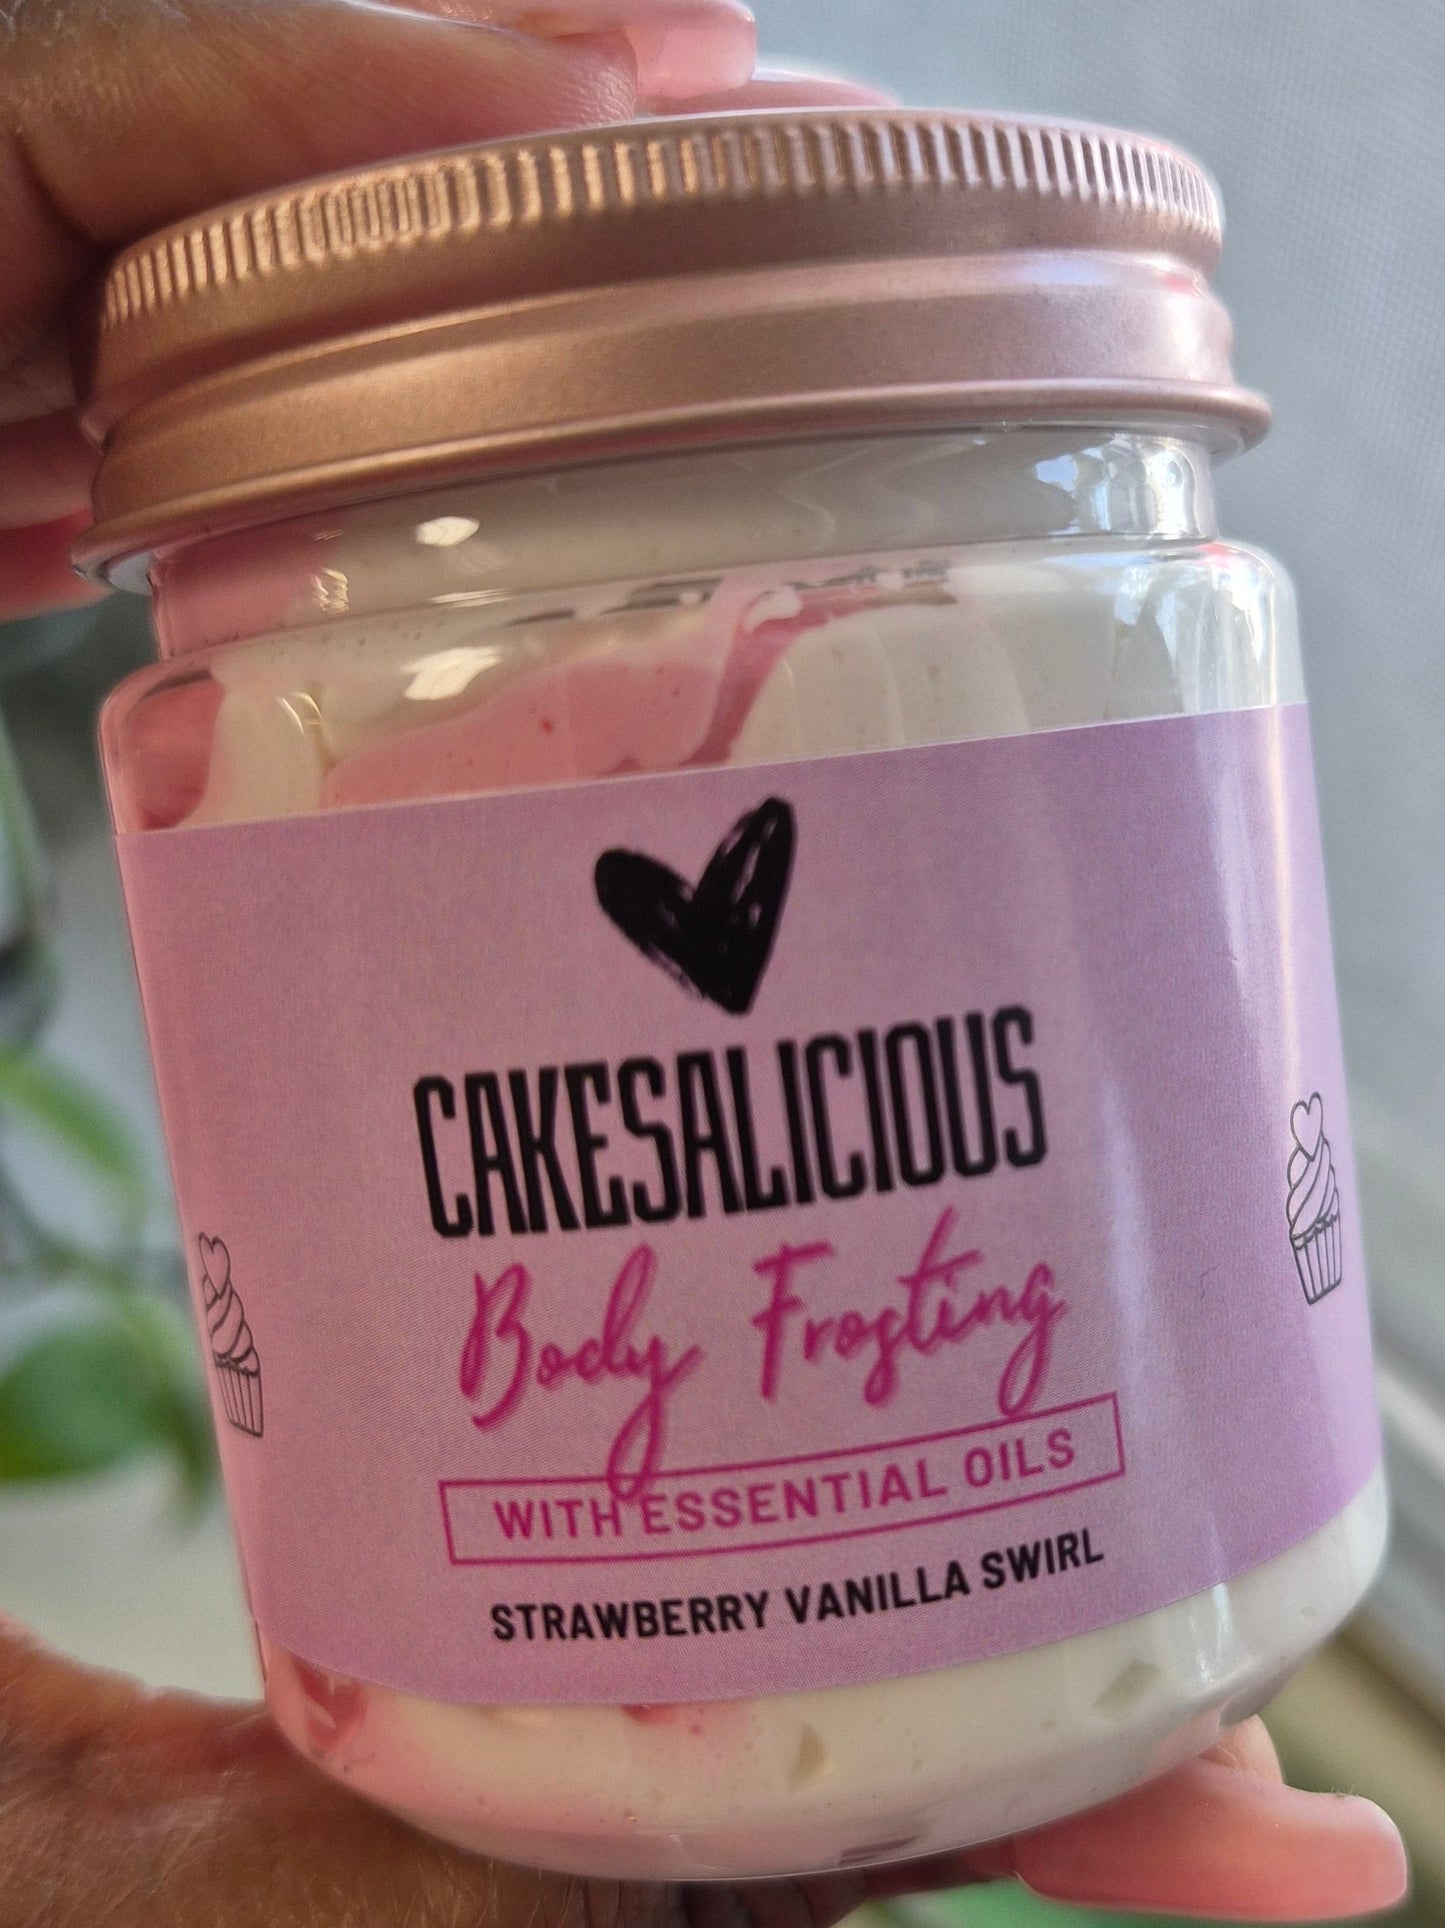 CAKESALICIOUS
Body Frosting
WITH ESSENTIAL OILS
STRAWBERRY VANILLA SWIRL